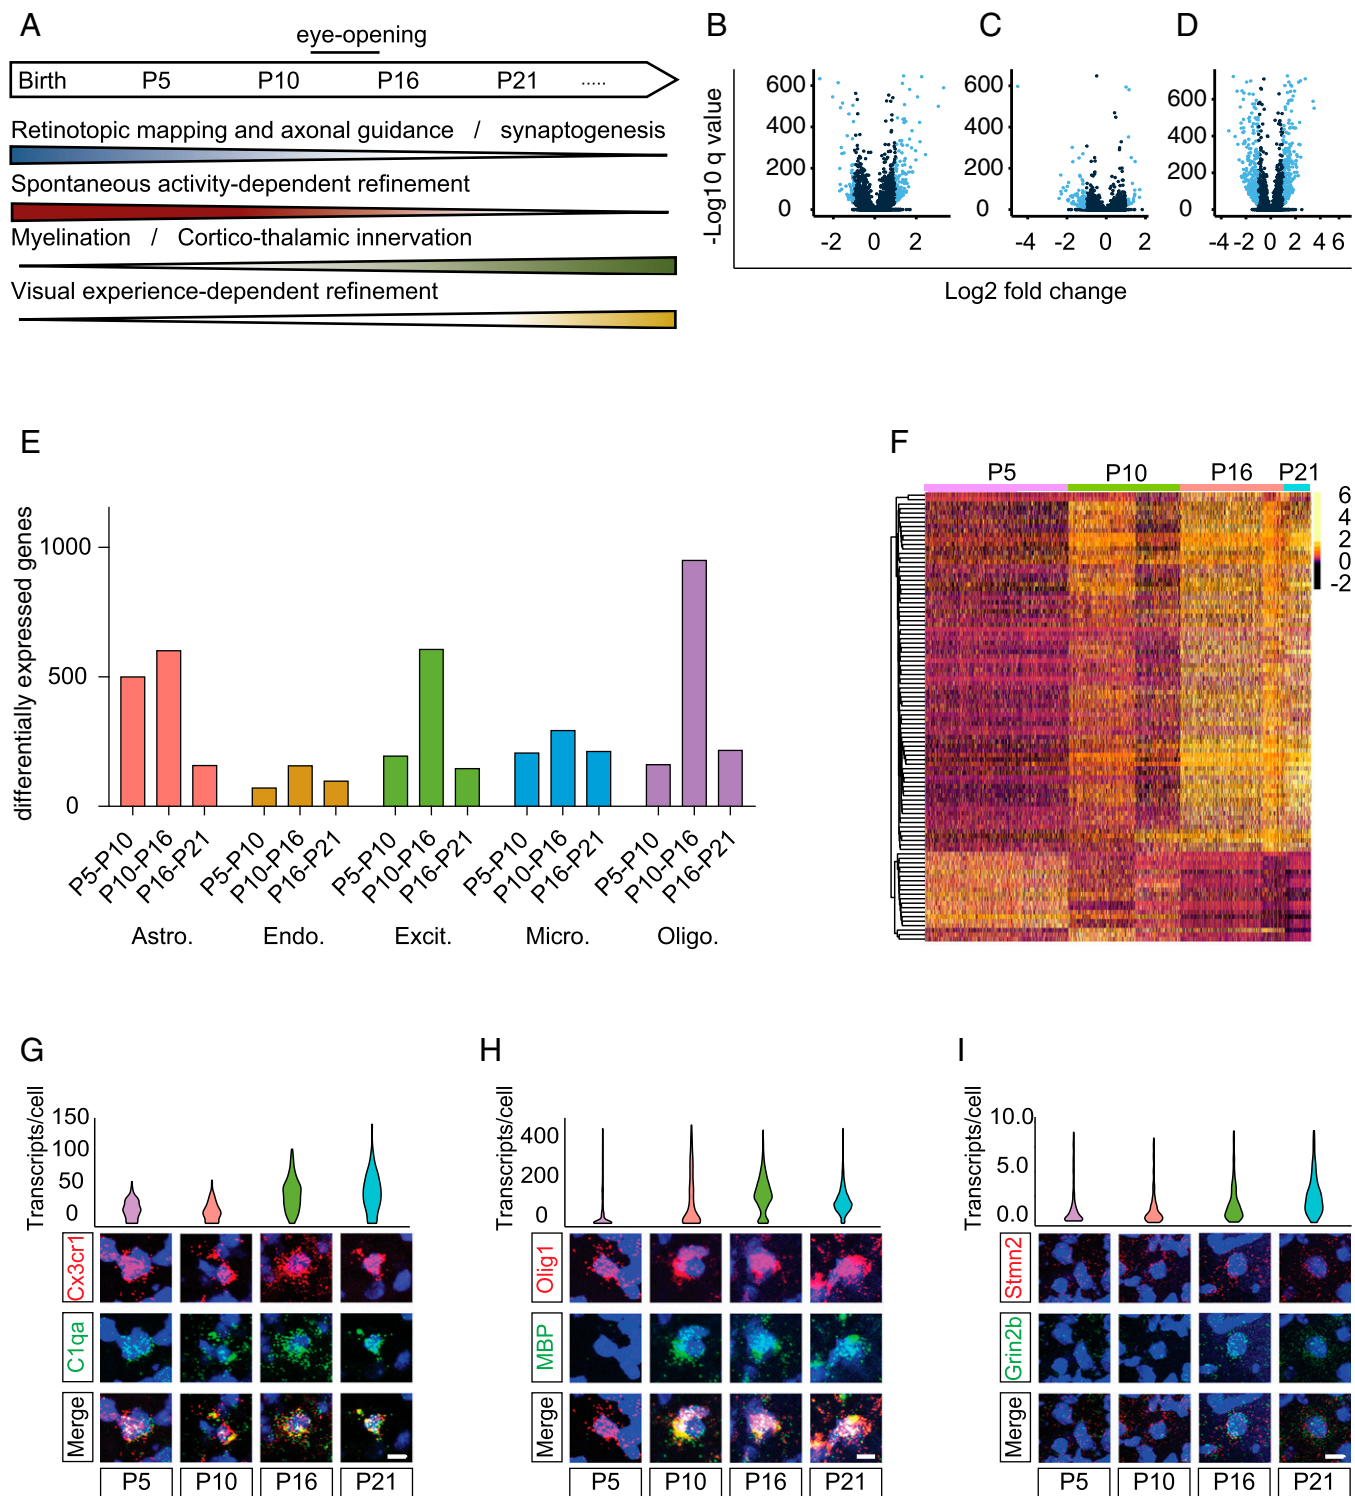 A
eye-opening
Birth P5 P10 P16 P21 .....
Retinotopic mapping and axonal guidance / synaptogenesis
Spontaneous activity-dependent refinement
Myelination / Cortico-thalamic innervation
Visual experience-dependent refinement
B C D
-Log10 q value
600
400
200
0
-2 0 2
600
400
200
0
-4 -2 0 2
600
400
200
0
-4 -2 0 2 4 6
Log2 fold change
E
differentially expressed genes
1000
500
0
P5-P10 P10-P16 P16-P21 P5-P10 P10-P16 P16-P21 P5-P10 P10-P16 P16-P21 P5-P10 P10-P16 P16-P21 P5-P10 P10-P16 P16-P21
Astro. Endo. Excit. Micro. Oligo.
F
P5 P10 P16 P21
6
4
2
0
-2
G
Transcripts/cell
150
100
50
0
Cx3cr1
C1qa
Merge
P5 P10 P16 P21
H
Transcripts/cell
400
200
0
Olig1
MBP
Merge
P5 P10 P16 P21
I
Transcripts/cell
10.0
5.0
0.0
Stmn2
Grin2b
Merge
P5 P10 P16 P21